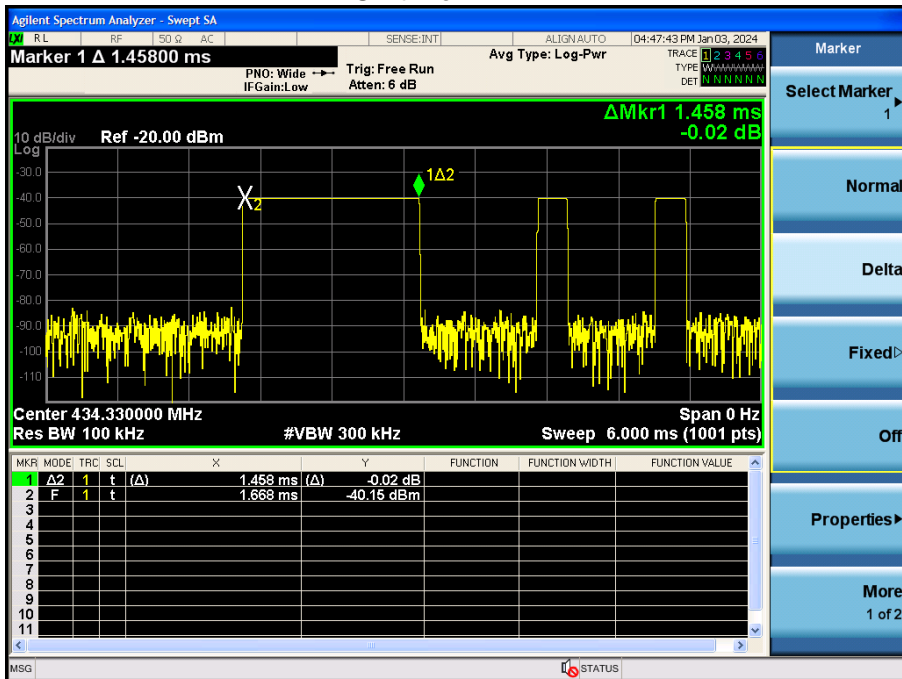 Agilent Spectrum Analyzer - Swept SA
LXI RL RF 50 Ω AC SENSE:INT ALIGN AUTO 04:47:43 PM Jan 03, 2024
Marker 1 Δ 1.45800 ms
PNO: Wide
IFGain:Low
Trig: Free Run
Atten: 6 dB
Avg Type: Log-Pwr
TRACE 1 2 3 4 5 6
TYPE W
DET N N N N N N
ΔMkr1 1.458 ms
-0.02 dB
10 dB/div Ref -20.00 dBm
Log
-30.0
-40.0
-50.0
-60.0
-70.0
-80.0
-90.0
-100
-110
X2
1Δ2
Center 434.330000 MHz Span 0 Hz
Res BW 100 kHz #VBW 300 kHz Sweep 6.000 ms (1001 pts)
MKR MODE TRC SCL X Y FUNCTION FUNCTION WIDTH FUNCTION VALUE
1 Δ2 1 t (Δ) 1.458 ms (Δ) -0.02 dB
2 F 1 t 1.668 ms -40.15 dBm
3
4
5
6
7
8
9
10
11
MSG STATUS
Marker
Select Marker
1
Normal
Delta
Fixed
Off
Properties
More
1 of 2